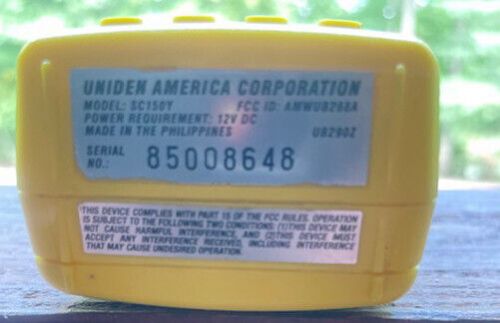 UNIDEN AMERICA CORPORATION
MODEL: SC150Y FCC ID: AMWUB288A
POWER REQUIREMENT: 12V DC
MADE IN THE PHILIPPINES UB290Z
SERIAL NO.: 85008648
THIS DEVICE COMPLIES WITH PART 15 OF THE FCC RULES. OPERATION
IS SUBJECT TO THE FOLLOWING TWO CONDITIONS: (1)THIS DEVICE MAY
NOT CAUSE HARMFUL INTERFERENCE, AND (2)THIS DEVICE MUST
ACCEPT ANY INTERFERENCE RECEIVED, INCLUDING INTERFERENCE
THAT MAY CAUSE UNDESIRED OPERATION.